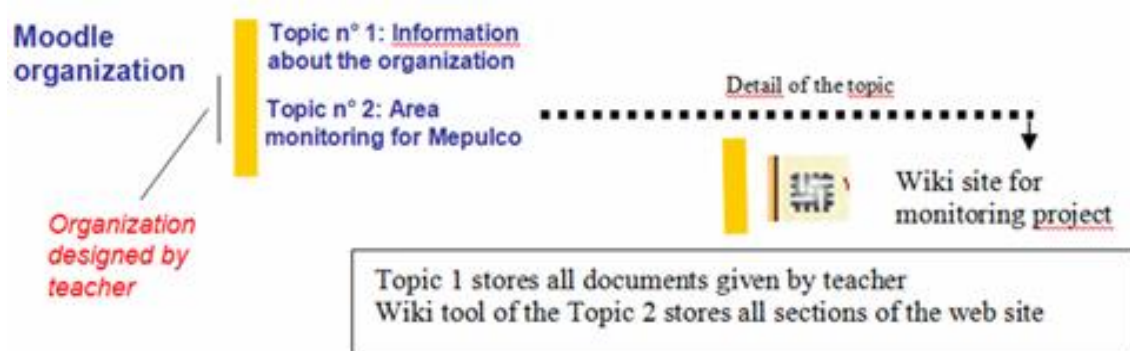 Moodle
organization
Topic n° 1: Information
about the organization
Topic n° 2: Area
monitoring for Mepulco
Detail of the topic
Wiki site for
monitoring project
Organization
designed by
teacher
Topic 1 stores all documents given by teacher
Wiki tool of the Topic 2 stores all sections of the web site